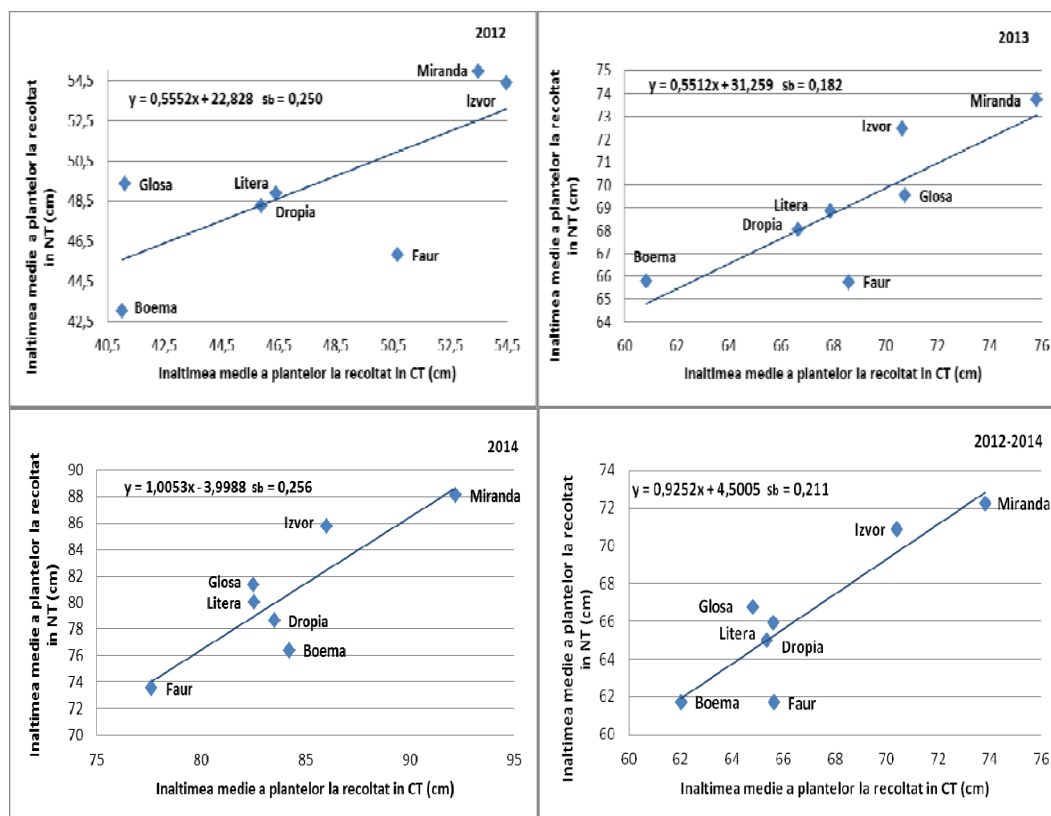 2012
Inaltimea medie a plantelor la recoltat
in NT (cm)
54,5
52,5
50,5
48,5
46,5
44,5
42,5
y = 0,5552x + 22,828 sb = 0,250
Miranda
Izvor
Glosa
Litera
Dropia
Faur
Boema
40,5 42,5 44,5 46,5 48,5 50,5 52,5 54,5
Inaltimea medie a plantelor la recoltat in CT (cm)
2013
Inaltimea medie a plantelor la recoltat
in NT (cm)
75
74
73
72
71
70
69
68
67
66
65
64
y = 0,5512x + 31,259 sb = 0,182
Miranda
Izvor
Glosa
Litera
Dropia
Boema
Faur
60 62 64 66 68 70 72 74 76
Inaltimea medie a plantelor la recoltat in CT (cm)
2014
Inaltimea medie a plantelor la recoltat
in NT (cm)
90
88
86
84
82
80
78
76
74
72
70
y = 1,0053x - 3,9988 sb = 0,256
Miranda
Izvor
Glosa
Litera
Dropia
Boema
Faur
75 80 85 90 95
Inaltimea medie a plantelor la recoltat in CT (cm)
2012-2014
Inaltimea medie a plantelor la recoltat
in NT (cm)
74
72
70
68
66
64
62
60
y = 0,9252x + 4,5005 sb = 0,211
Miranda
Izvor
Glosa
Litera
Dropia
Boema
Faur
60 62 64 66 68 70 72 74 76
Inaltimea medie a plantelor la recoltat in CT (cm)